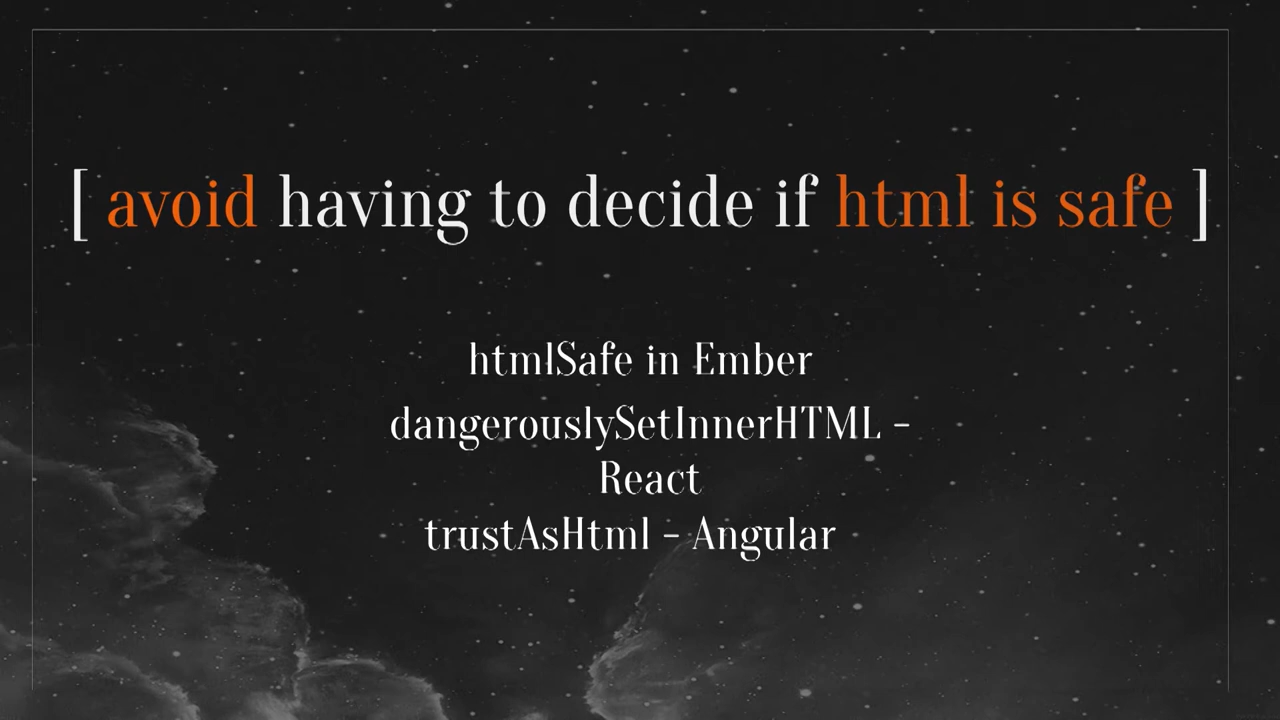 [ avoid having to decide if html is safe ]
htmlSafe in Ember
dangerouslySetInnerHTML -
React
trustAsHtml - Angular